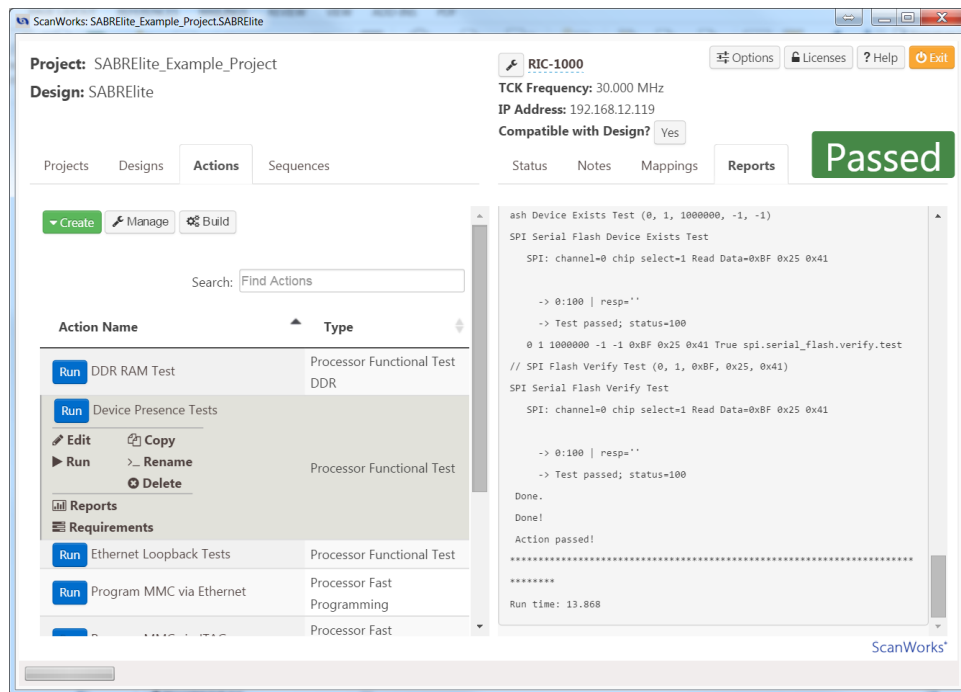 ScanWorks: SABRElite_Example_Project.SABRElite
Project: SABRElite_Example_Project
Design: SABRElite
RIC-1000
TCK Frequency: 30.000 MHz
IP Address: 192.168.12.119
Compatible with Design? Yes
Options
Licenses
? Help
Exit
Projects
Designs
Actions
Sequences
Status
Notes
Mappings
Reports
Passed
Create
Manage
Build
Search: Find Actions
Action Name
Type
Run DDR RAM Test
Processor Functional Test
DDR
Run Device Presence Tests
Edit
Copy
Run
>_ Rename
Delete
Reports
Requirements
Processor Functional Test
Run Ethernet Loopback Tests
Processor Functional Test
Run Program MMC via Ethernet
Processor Fast
Programming
Processor Fast
ash Device Exists Test (0, 1, 1000000, -1, -1)
SPI Serial Flash Device Exists Test
SPI: channel=0 chip select=1 Read Data=0xBF 0x25 0x41
-> 0:100 | resp=''
-> Test passed; status=100
0 1 1000000 -1 -1 0xBF 0x25 0x41 True spi.serial_flash.verify.test
// SPI Flash Verify Test (0, 1, 0xBF, 0x25, 0x41)
SPI Serial Flash Verify Test
SPI: channel=0 chip select=1 Read Data=0xBF 0x25 0x41
-> 0:100 | resp=''
-> Test passed; status=100
Done.
Done!
Action passed!
*******************************************************************
********
Run time: 13.868
ScanWorks*